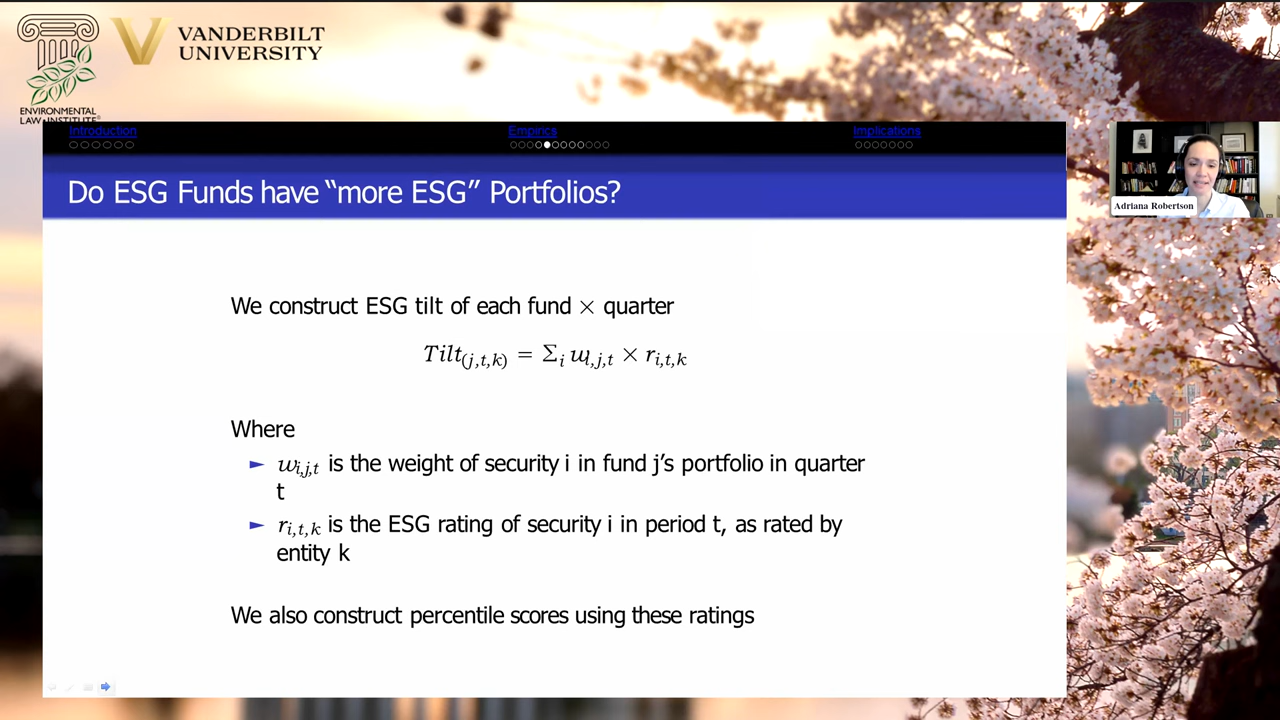 VANDERBILT
UNIVERSITY
ENVIRONMENTAL
LAW·INSTITUTE®
Introduction
Empirics
Implications
Do ESG Funds have “more ESG” Portfolios?
Adriana Robertson
We construct ESG tilt of each fund × quarter
Tilt(j,t,k) = Σi wi,j,t × ri,t,k
Where
► wi,j,t is the weight of security i in fund j’s portfolio in quarter
t
► ri,t,k is the ESG rating of security i in period t, as rated by
entity k
We also construct percentile scores using these ratings